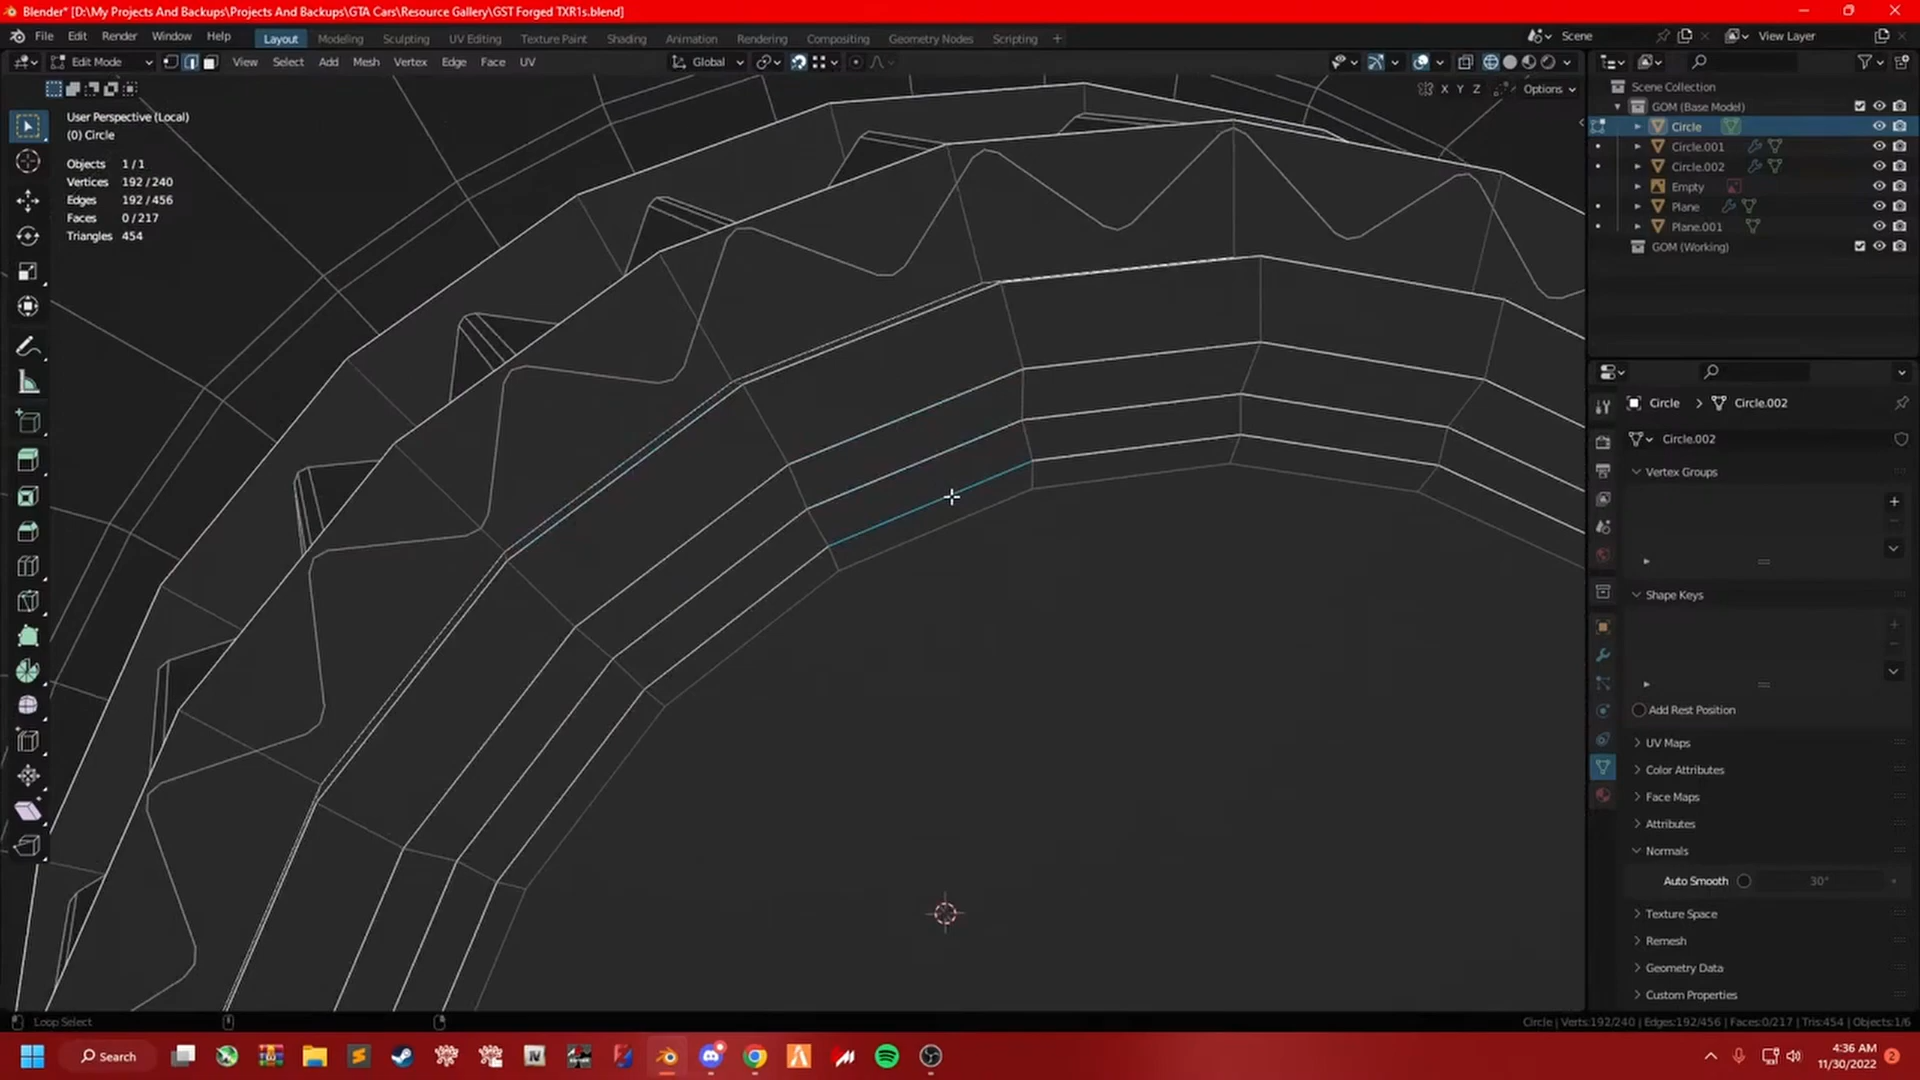 Blender* [D:\My Projects And Backups\Projects And Backups\GTA Cars\Resource Gallery\GST Forged TXR1s.blend]
File Edit Render Window Help Layout Modeling Sculpting UV Editing Texture Paint Shading Animation Rendering Compositing Geometry Nodes Scripting + Scene View Layer
Edit Mode View Select Add Mesh Vertex Edge Face UV Global
X Y Z Options
User Perspective (Local)
(0) Circle
Objects 1/1
Vertices 192/240
Edges 192/456
Faces 0/217
Triangles 454
Scene Collection
GOM (Base Model)
Circle
Circle.001
Circle.002
Empty
Plane
Plane.001
GOM (Working)
Circle > Circle.002
Circle.002
Vertex Groups
Shape Keys
Add Rest Position
UV Maps
Color Attributes
Face Maps
Attributes
Normals
Auto Smooth 30°
Texture Space
Remesh
Geometry Data
Custom Properties
Loop Select
Circle | Verts:192/240 | Edges:192/456 | Faces:0/217 | Tris:454 | Objects:1/6
Search
4:36 AM
11/30/2022
2